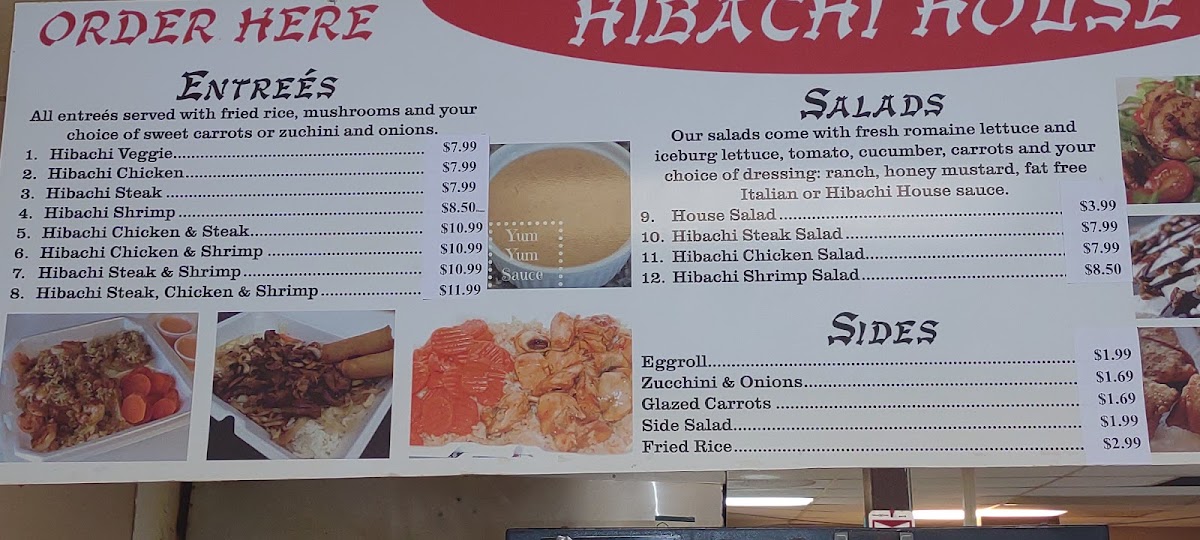 ORDER HERE
HIBACHI HOUSE
ENTREÉS
All entreés served with fried rice, mushrooms and your
choice of sweet carrots or zuchini and onions.
1. Hibachi Veggie........ $7.99
2. Hibachi Chicken........ $7.99
3. Hibachi Steak........ $7.99
4. Hibachi Shrimp........ $8.50
5. Hibachi Chicken & Steak........ $10.99
6. Hibachi Chicken & Shrimp........ $10.99
7. Hibachi Steak & Shrimp........ $10.99
8. Hibachi Steak, Chicken & Shrimp........ $11.99
Yum
Yum
Sauce
SALADS
Our salads come with fresh romaine lettuce and
iceburg lettuce, tomato, cucumber, carrots and your
choice of dressing: ranch, honey mustard, fat free
Italian or Hibachi House sauce.
9. House Salad........ $3.99
10. Hibachi Steak Salad........ $7.99
11. Hibachi Chicken Salad........ $7.99
12. Hibachi Shrimp Salad........ $8.50
SIDES
Eggroll........ $1.99
Zucchini & Onions........ $1.69
Glazed Carrots........ $1.69
Side Salad........ $1.99
Fried Rice........ $2.99